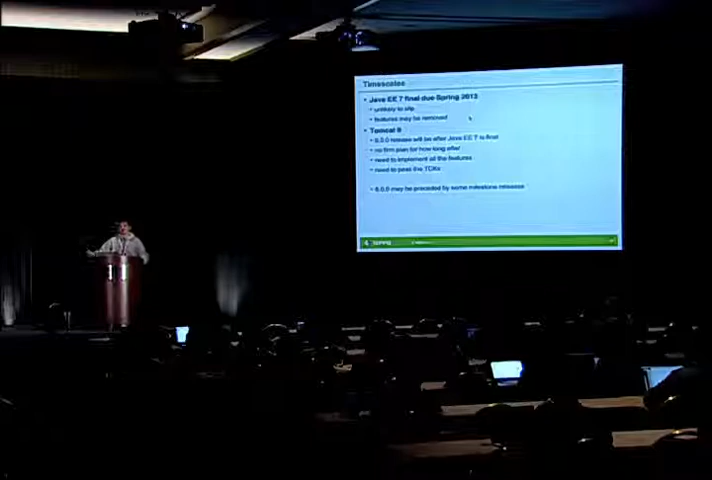 Timescales
• Java EE 7 final due Spring 2013
• unlikely to slip
• features may be removed
• Tomcat 8
• 8.0.0 release will be after Java EE 7 is final
• no firm plan for how long after
• need to implement all the features
• need to pass the TCKs
• 8.0.0 may be preceded by some milestone releases
spring